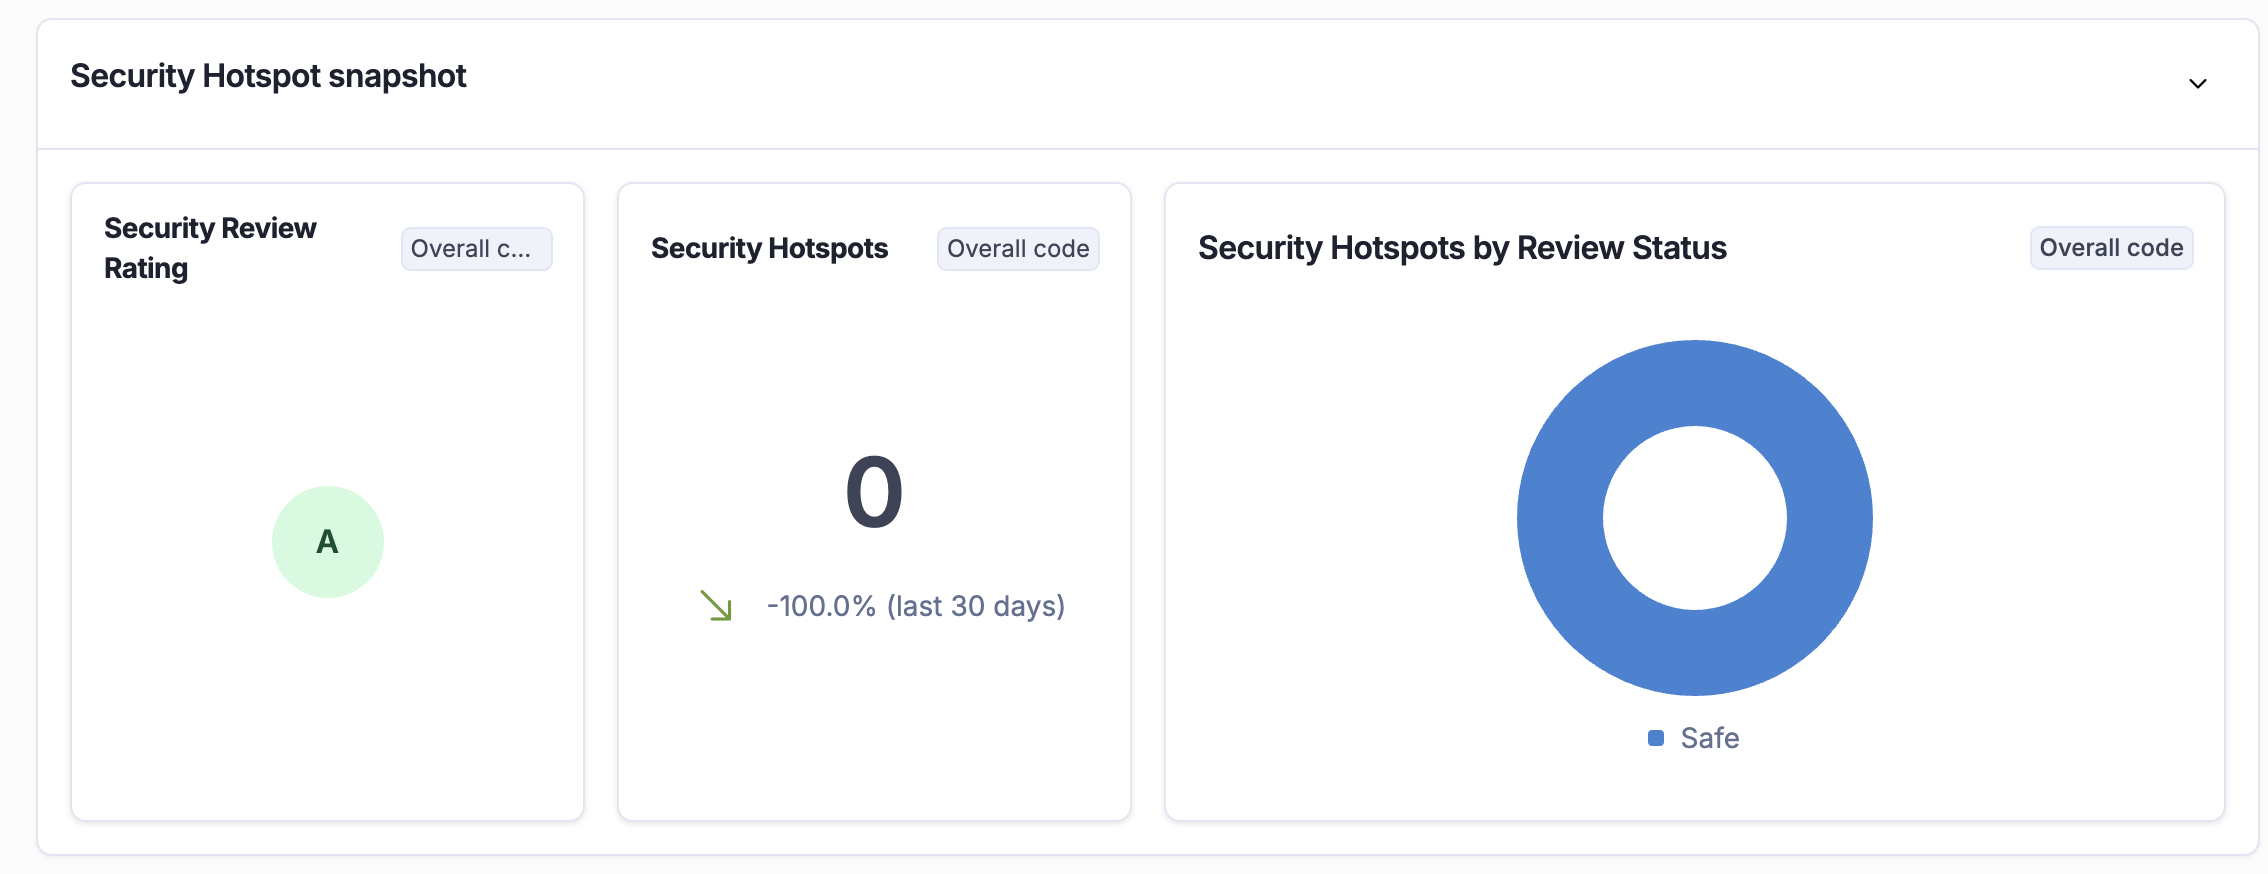 Security Hotspot snapshot
Security Review
Rating
Overall c...
A
Security Hotspots
Overall code
0
-100.0% (last 30 days)
Security Hotspots by Review Status
Overall code
Safe